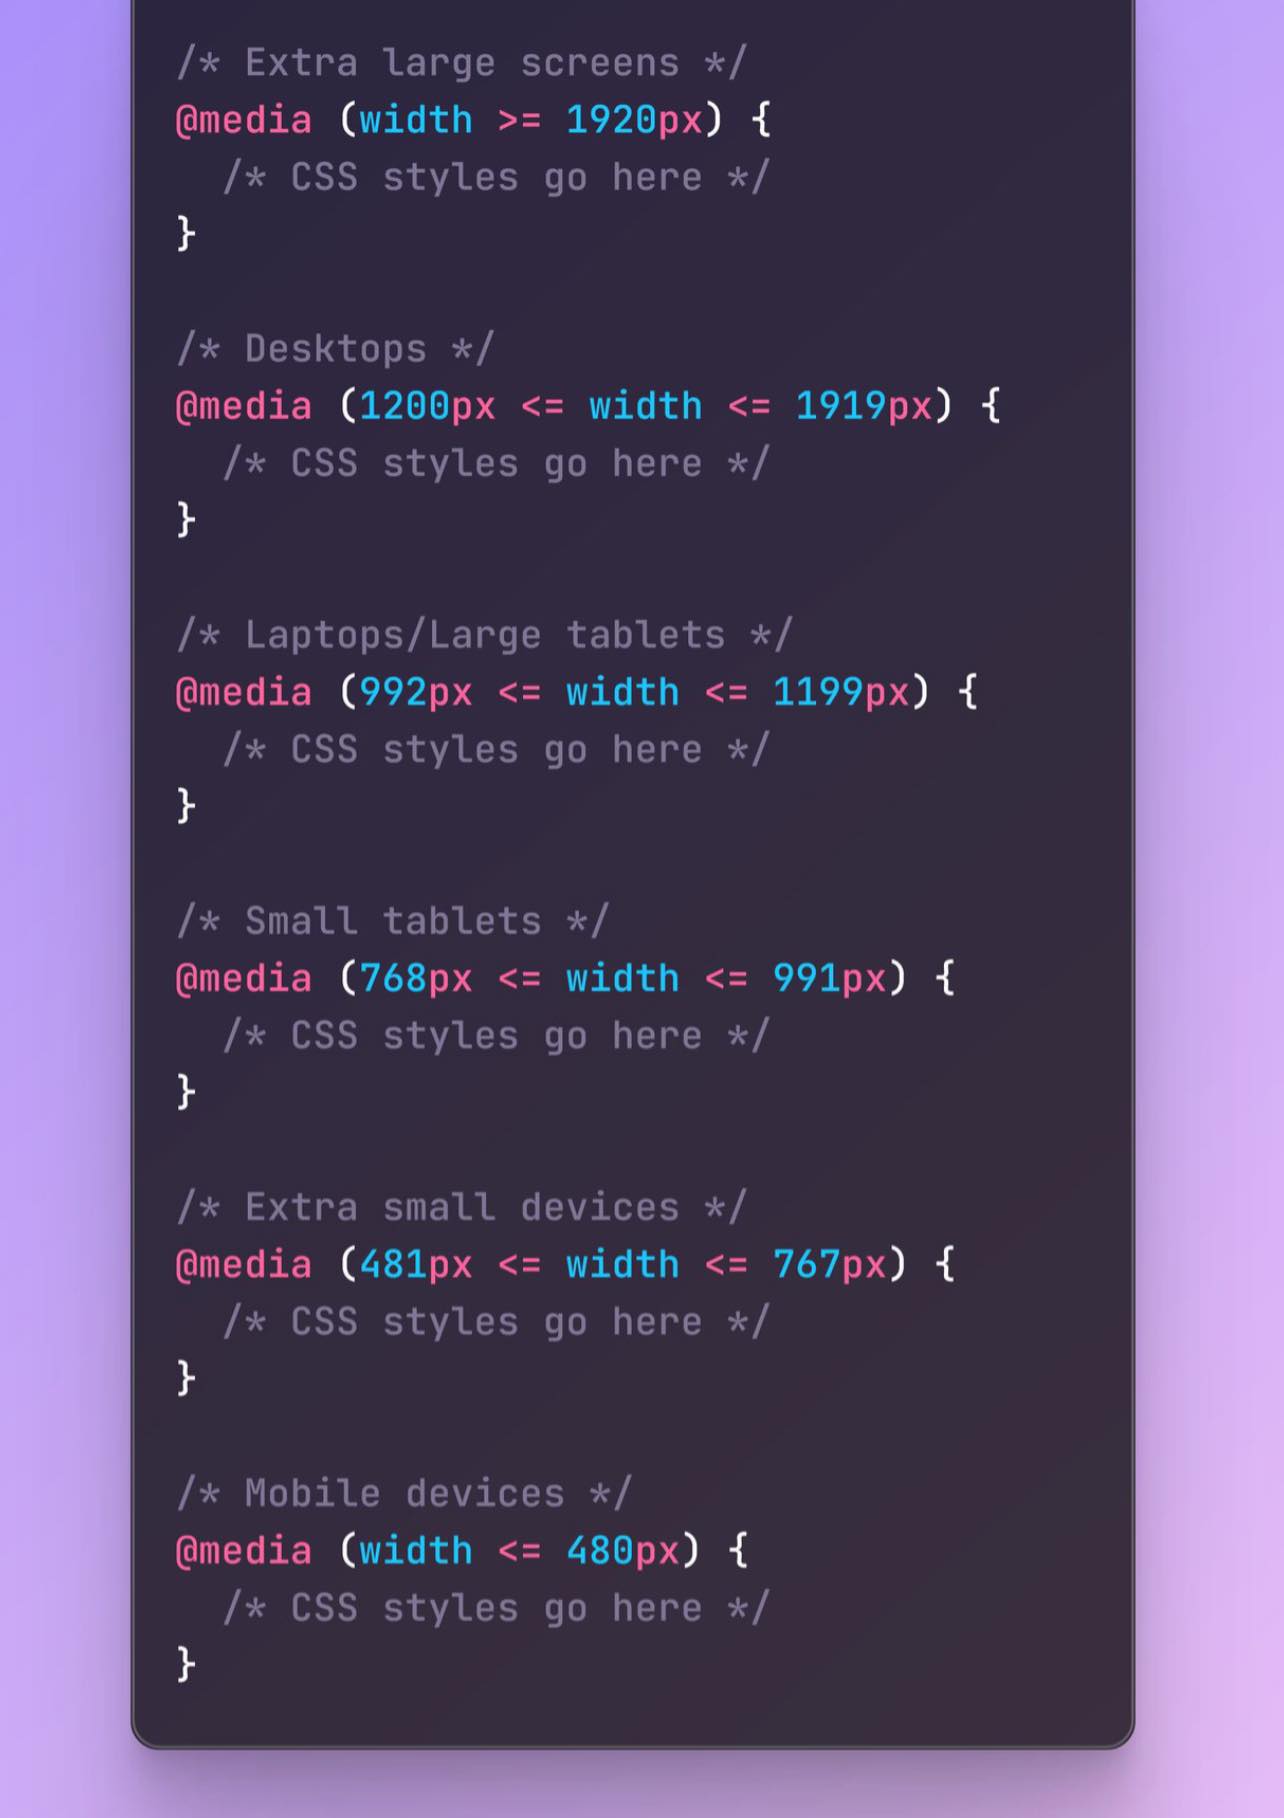 /* Extra large screens */
@media (width >= 1920px) {
  /* CSS styles go here */
}

/* Desktops */
@media (1200px <= width <= 1919px) {
  /* CSS styles go here */
}

/* Laptops/Large tablets */
@media (992px <= width <= 1199px) {
  /* CSS styles go here */
}

/* Small tablets */
@media (768px <= width <= 991px) {
  /* CSS styles go here */
}

/* Extra small devices */
@media (481px <= width <= 767px) {
  /* CSS styles go here */
}

/* Mobile devices */
@media (width <= 480px) {
  /* CSS styles go here */
}